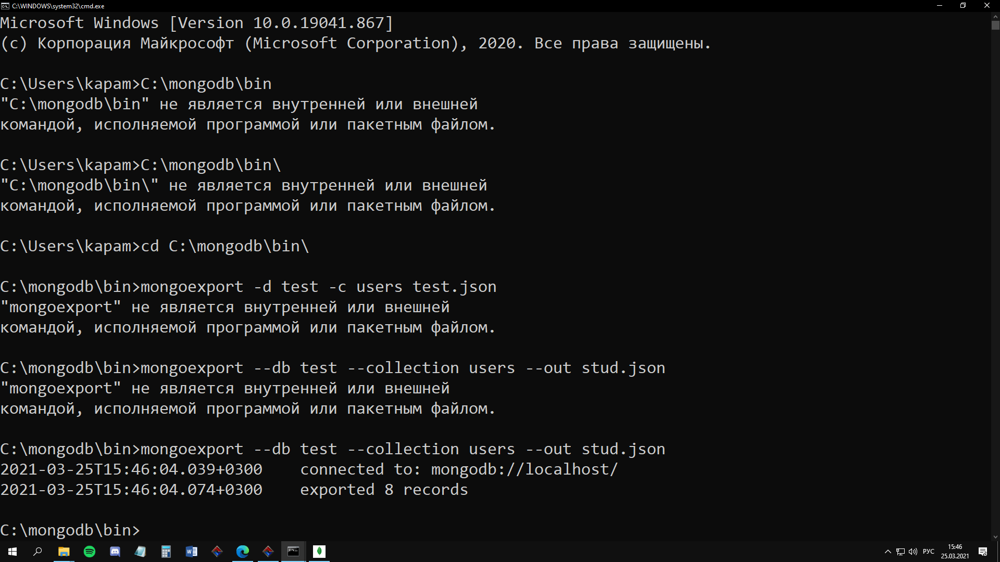 C:\WINDOWS\system32\cmd.exe
Microsoft Windows [Version 10.0.19041.867]
(c) Корпорация Майкрософт (Microsoft Corporation), 2020. Все права защищены.
C:\Users\kapam>C:\mongodb\bin
"C:\mongodb\bin" не является внутренней или внешней
командой, исполняемой программой или пакетным файлом.
C:\Users\kapam>C:\mongodb\bin\
"C:\mongodb\bin\" не является внутренней или внешней
командой, исполняемой программой или пакетным файлом.
C:\Users\kapam>cd C:\mongodb\bin\
C:\mongodb\bin>mongoexport -d test -c users test.json
"mongoexport" не является внутренней или внешней
командой, исполняемой программой или пакетным файлом.
C:\mongodb\bin>mongoexport --db test --collection users --out stud.json
"mongoexport" не является внутренней или внешней
командой, исполняемой программой или пакетным файлом.
C:\mongodb\bin>mongoexport --db test --collection users --out stud.json
2021-03-25T15:46:04.039+0300    connected to: mongodb://localhost/
2021-03-25T15:46:04.074+0300    exported 8 records
C:\mongodb\bin>
РУС
15:46
25.03.2021